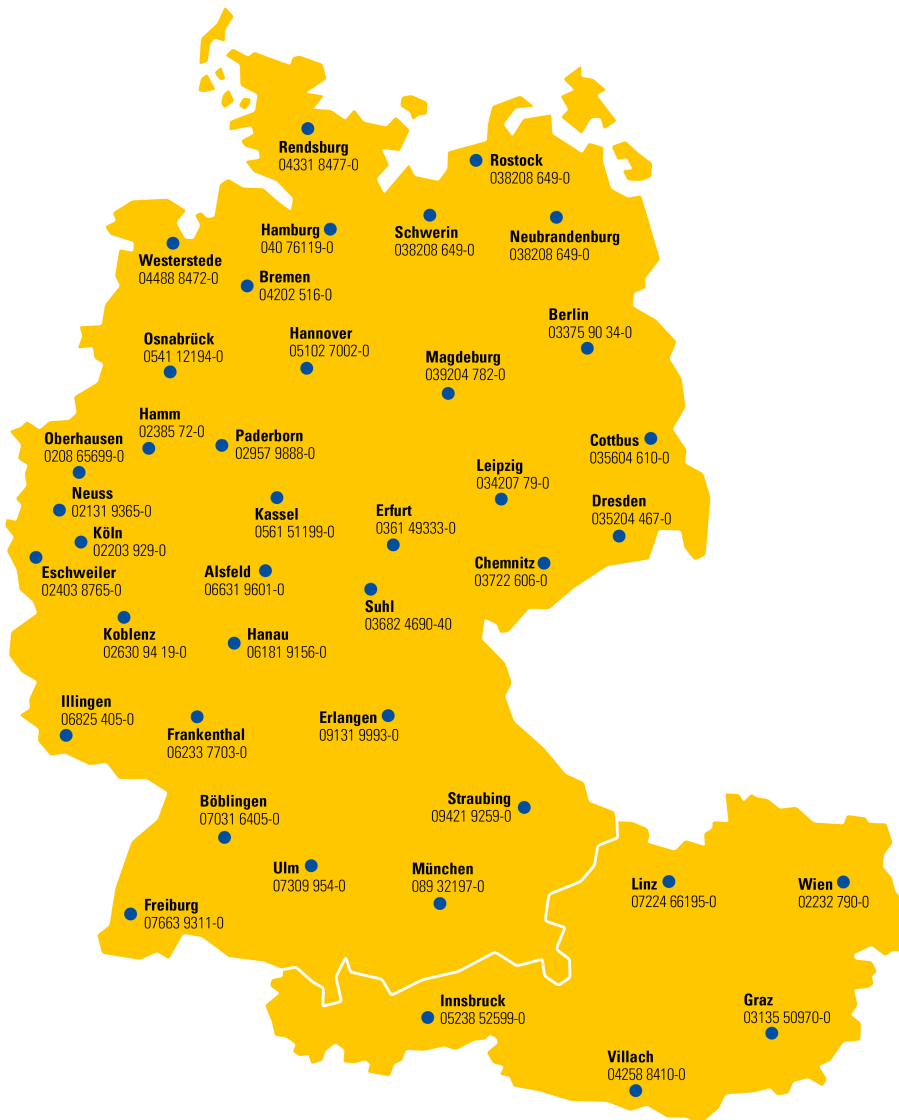 Rendsburg
04331 8477-0
Rostock
038208 649-0
Hamburg
040 76119-0
Schwerin
038208 649-0
Neubrandenburg
038208 649-0
Westerstede
04488 8472-0
Bremen
04202 516-0
Berlin
03375 90 34-0
Osnabrück
0541 12194-0
Hannover
05102 7002-0
Magdeburg
039204 782-0
Hamm
02385 72-0
Oberhausen
0208 65699-0
Paderborn
02957 9888-0
Cottbus
035604 610-0
Leipzig
034207 79-0
Neuss
02131 9365-0
Kassel
0561 51199-0
Erfurt
0361 49333-0
Dresden
035204 467-0
Köln
02203 929-0
Eschweiler
02403 8765-0
Alsfeld
06631 9601-0
Chemnitz
03722 606-0
Suhl
03682 4690-40
Koblenz
02630 94 19-0
Hanau
06181 9156-0
Illingen
06825 405-0
Frankenthal
06233 7703-0
Erlangen
09131 9993-0
Böblingen
07031 6405-0
Straubing
09421 9259-0
Ulm
07309 954-0
München
089 32197-0
Linz
07224 66195-0
Wien
02232 790-0
Freiburg
07663 9311-0
Innsbruck
05238 52599-0
Graz
03135 50970-0
Villach
04258 8410-0